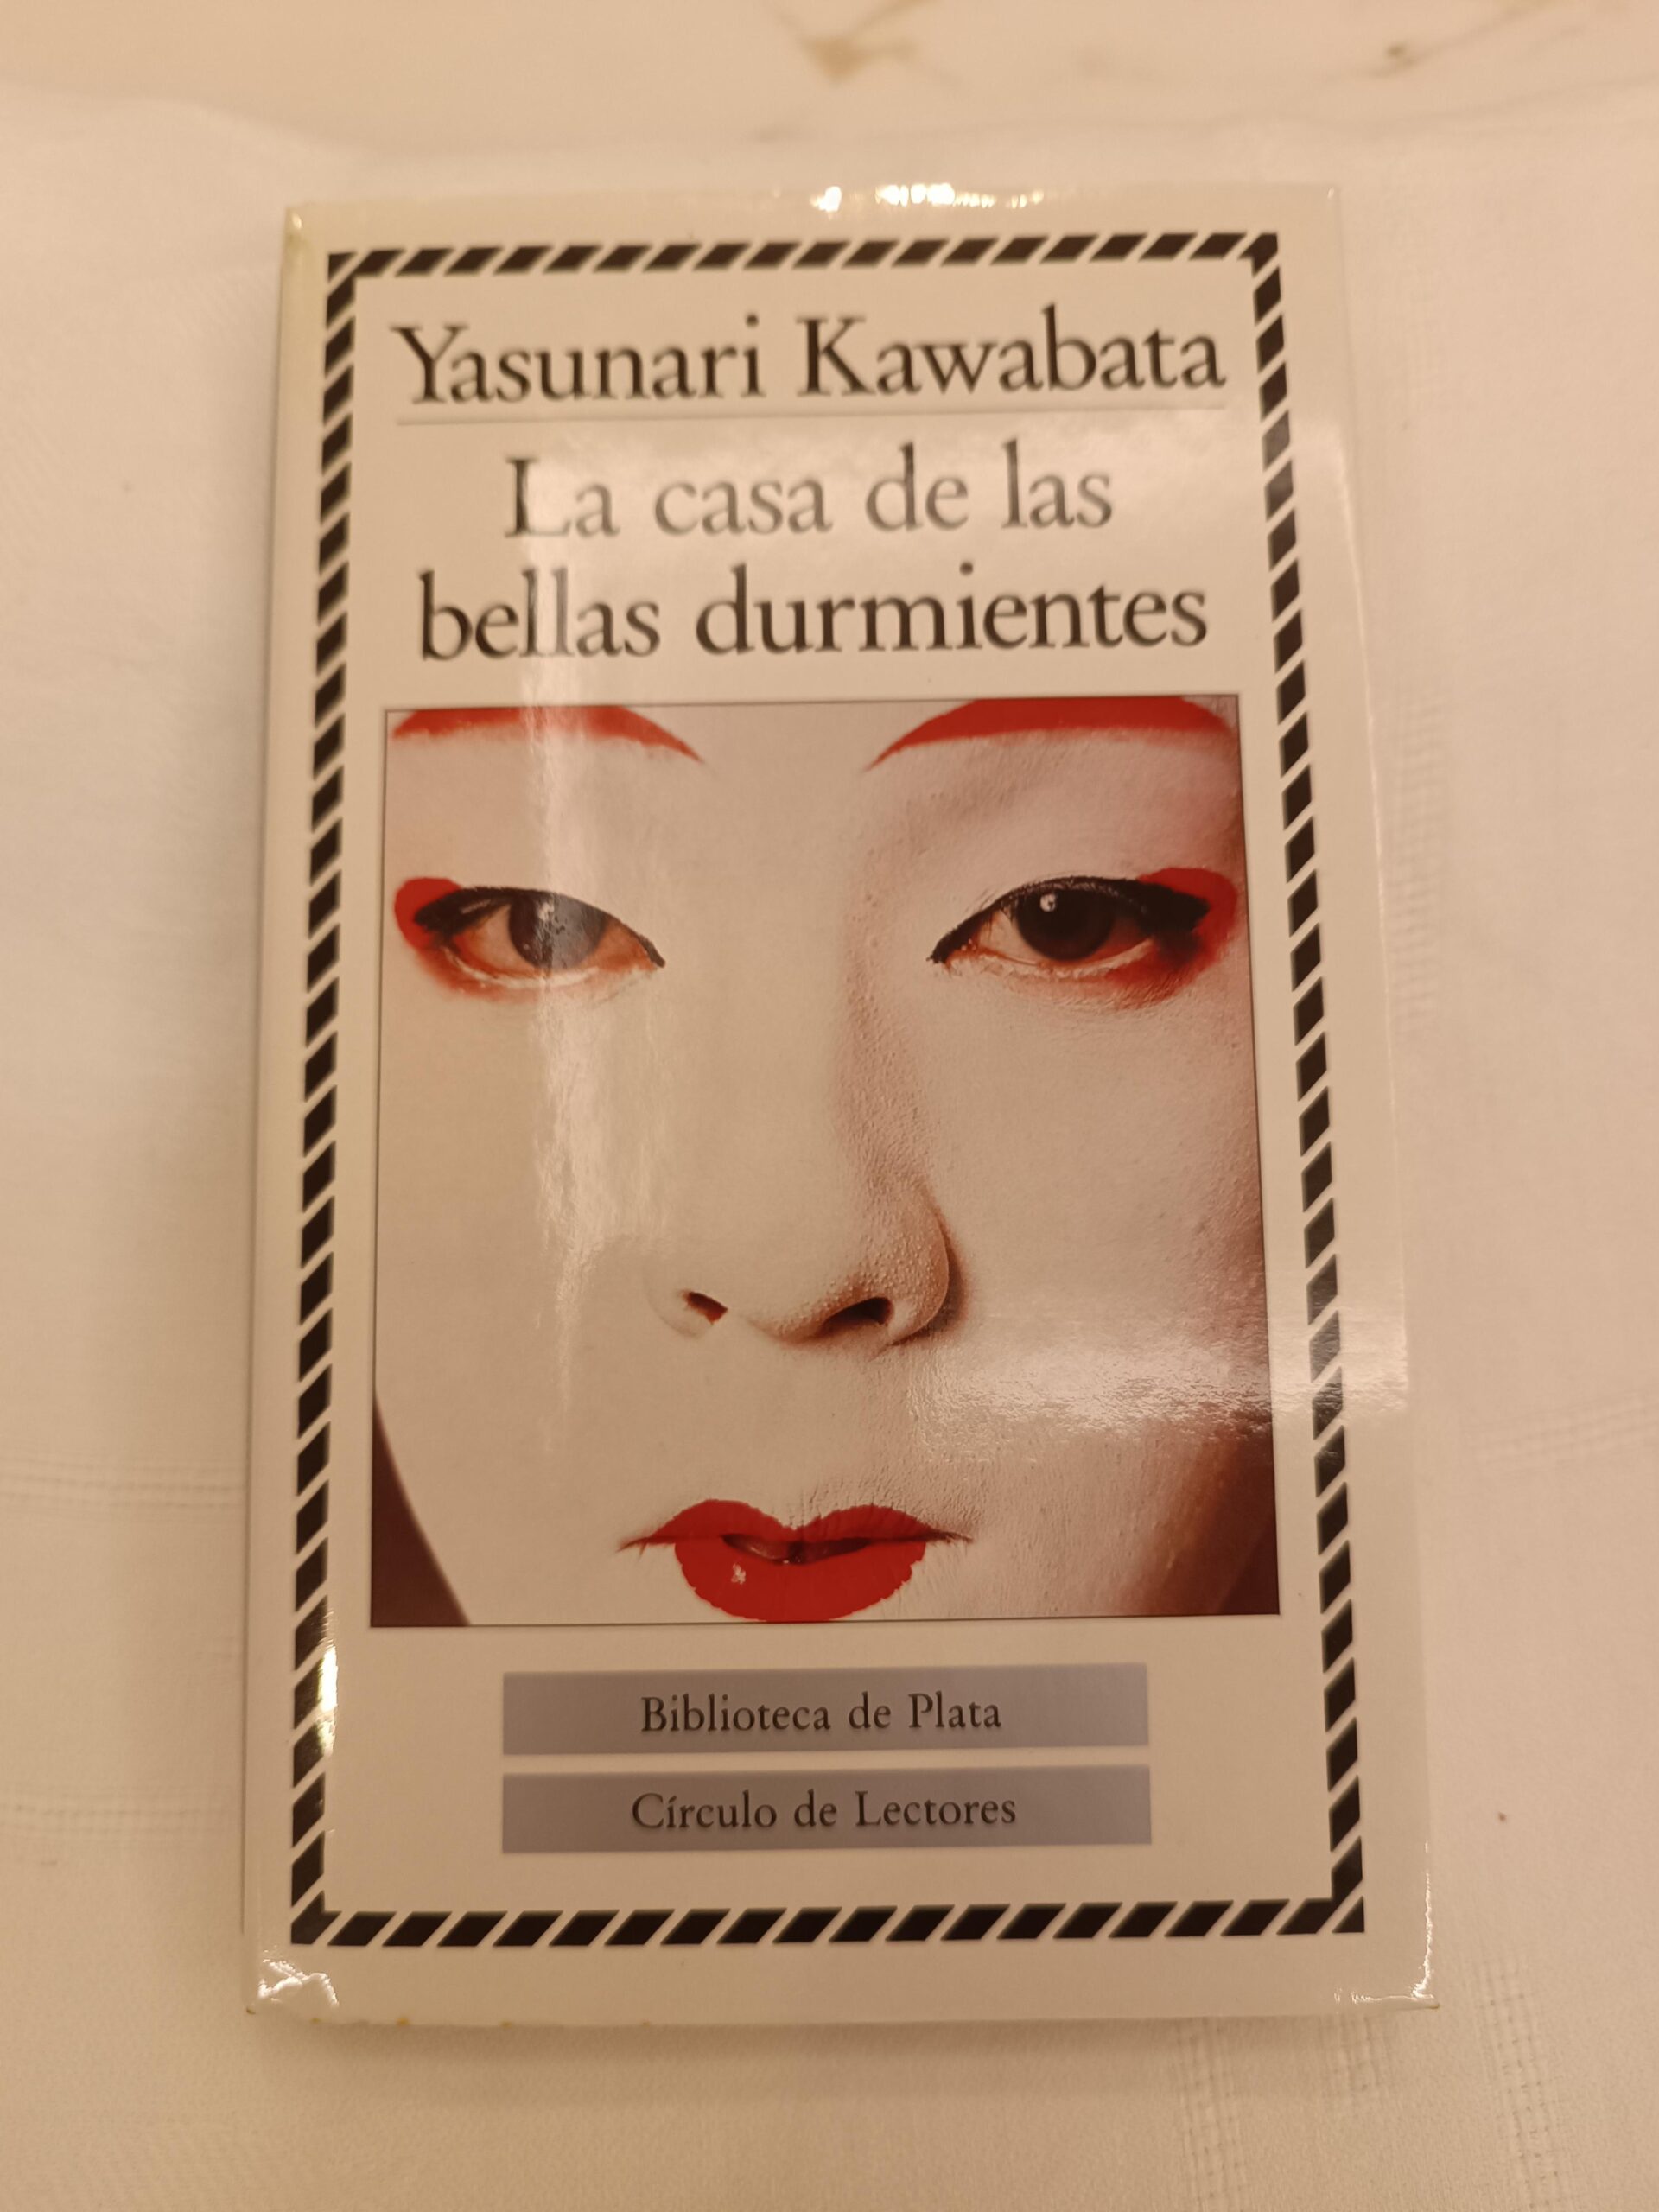 Yasunari Kawabata
La casa de las
bellas durmientes
Biblioteca de Plata
Círculo de Lectores